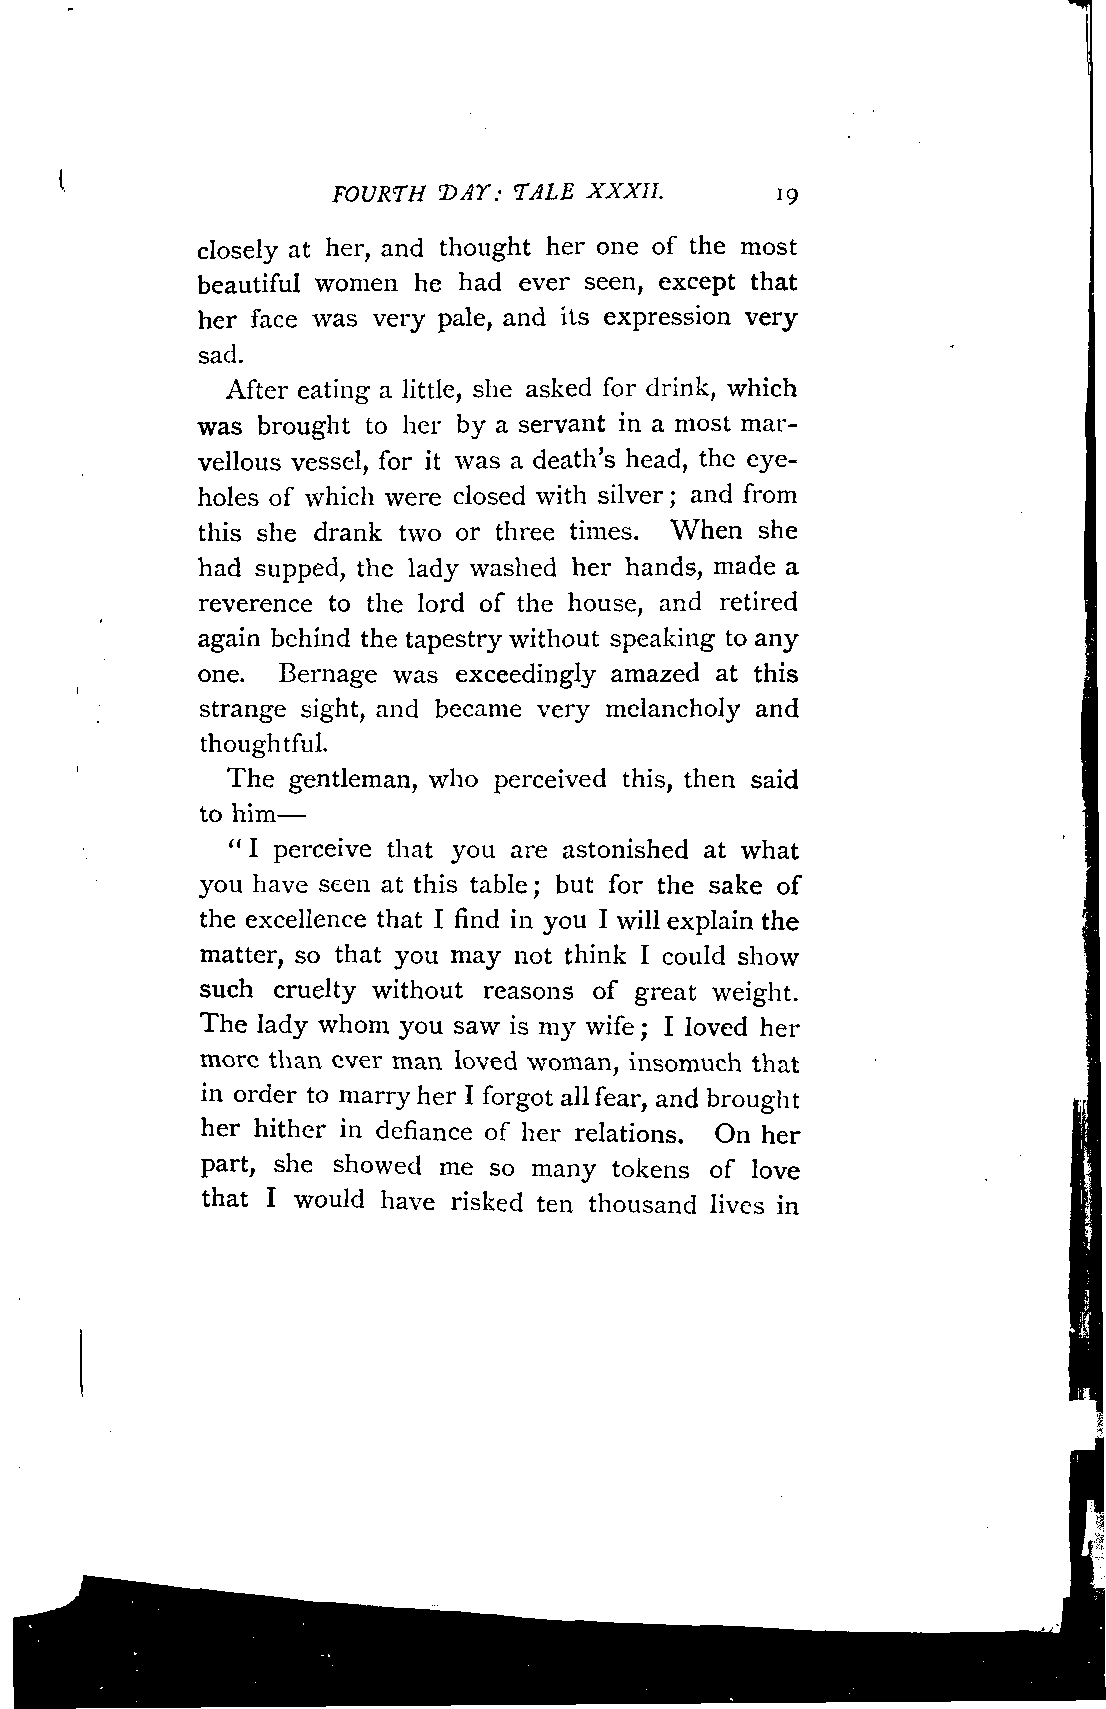 FOURTH DAY: TALE XXXII. 19
closely at her, and thought her one of the most
beautiful women he had ever seen, except that
her face was very pale, and its expression very
sad.
After eating a little, she asked for drink, which
was brought to her by a servant in a most mar-
vellous vessel, for it was a death's head, the eye-
holes of which were closed with silver; and from
this she drank two or three times. When she
had supped, the lady washed her hands, made a
reverence to the lord of the house, and retired
again behind the tapestry without speaking to any
one. Bernage was exceedingly amazed at this
strange sight, and became very melancholy and
thoughtful.
The gentleman, who perceived this, then said
to him—
"I perceive that you are astonished at what
you have seen at this table; but for the sake of
the excellence that I find in you I will explain the
matter, so that you may not think I could show
such cruelty without reasons of great weight.
The lady whom you saw is my wife; I loved her
more than ever man loved woman, insomuch that
in order to marry her I forgot all fear, and brought
her hither in defiance of her relations. On her
part, she showed me so many tokens of love
that I would have risked ten thousand lives in